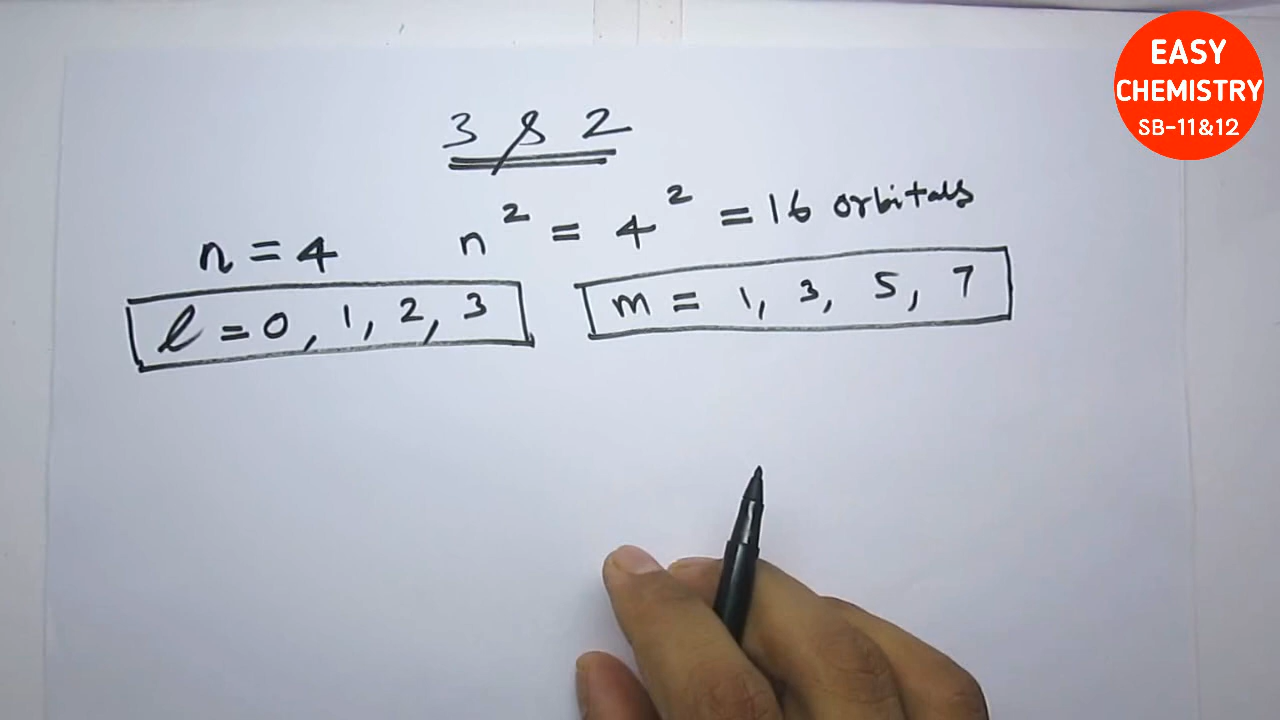 3 & 2
n = 4 n² = 4² = 16 orbitals
l = 0, 1, 2, 3 m = 1, 3, 5, 7
EASY
CHEMISTRY
SB-11&12